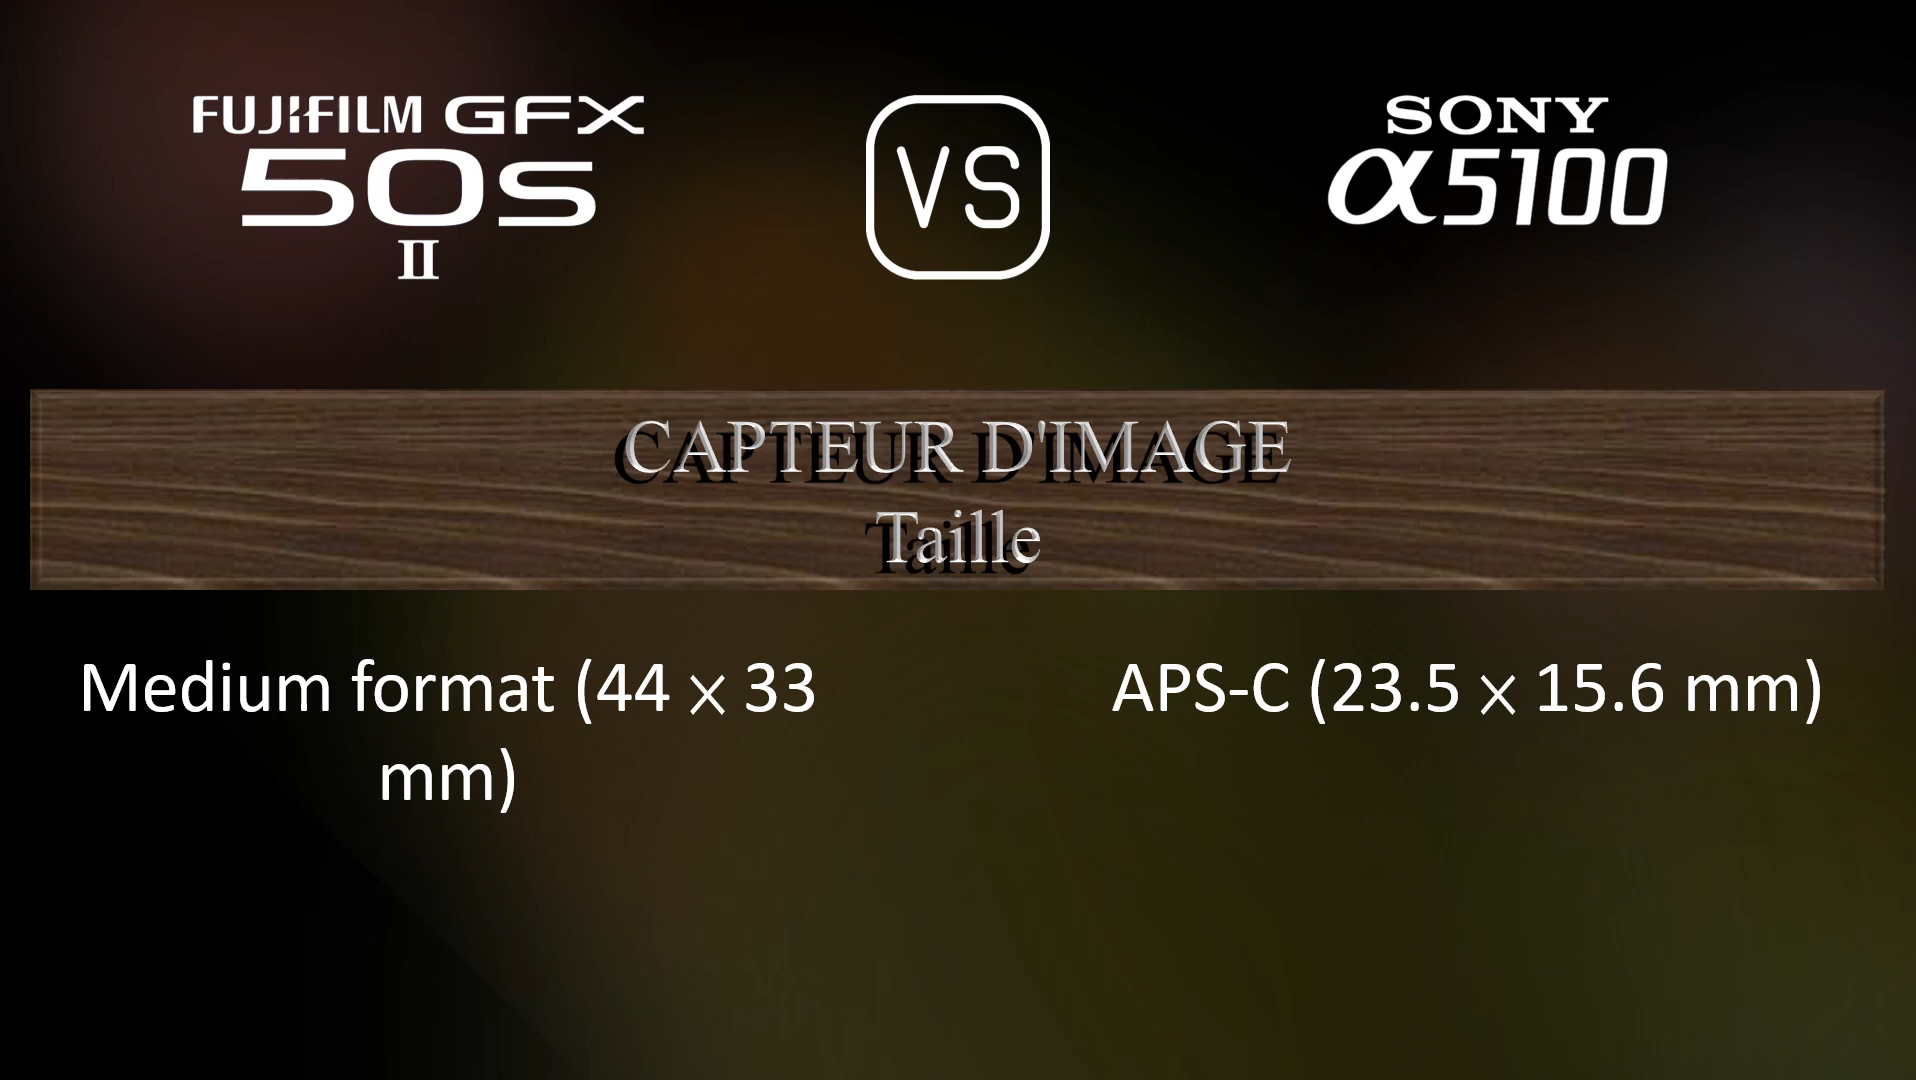 FUJIFILM GFX
50S
II
VS
SONY
α5100
CAPTEUR D'IMAGE
Taille
Medium format (44 x 33
mm)
APS-C (23.5 x 15.6 mm)